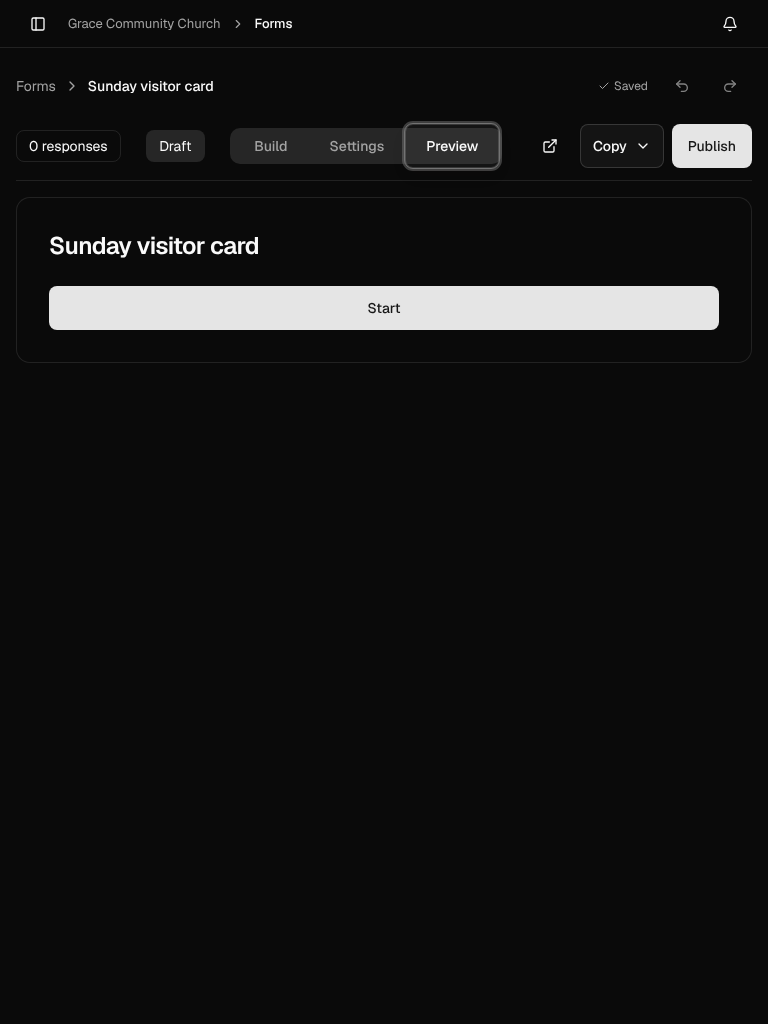 Grace Community Church > Forms
Forms > Sunday visitor card
Saved
0 responses
Draft
Build
Settings
Preview
Copy
Publish
Sunday visitor card
Start